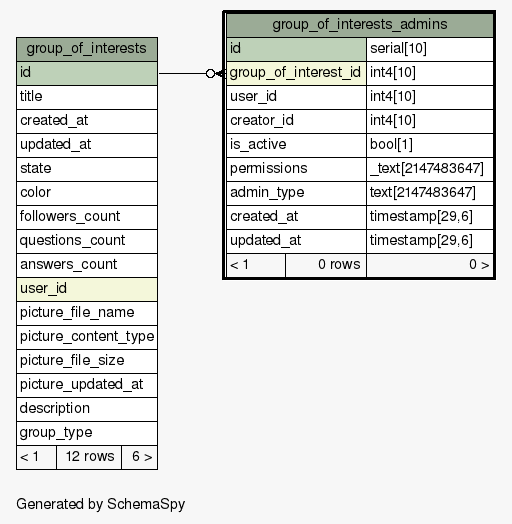 group_of_interests
id
title
created_at
updated_at
state
color
followers_count
questions_count
answers_count
user_id
picture_file_name
picture_content_type
picture_file_size
picture_updated_at
description
group_type
< 1 12 rows 6 >
group_of_interests_admins
id serial[10]
group_of_interest_id int4[10]
user_id int4[10]
creator_id int4[10]
is_active bool[1]
permissions _text[2147483647]
admin_type text[2147483647]
created_at timestamp[29,6]
updated_at timestamp[29,6]
< 1 0 rows 0 >
Generated by SchemaSpy